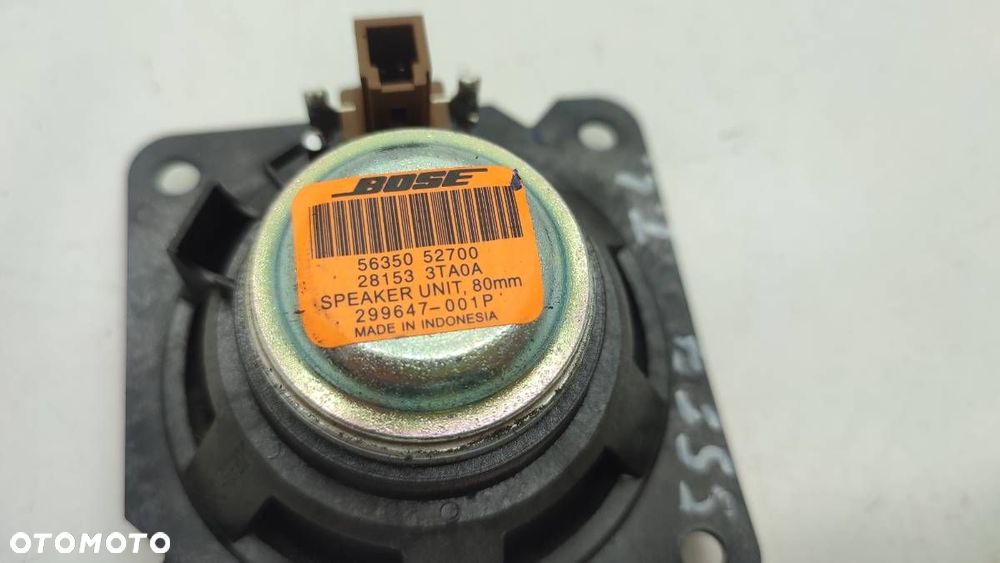 BOSE
56350 52700
28153 3TA0A
SPEAKER UNIT, 80mm
299647-001P
MADE IN INDONESIA
OTOMOTO